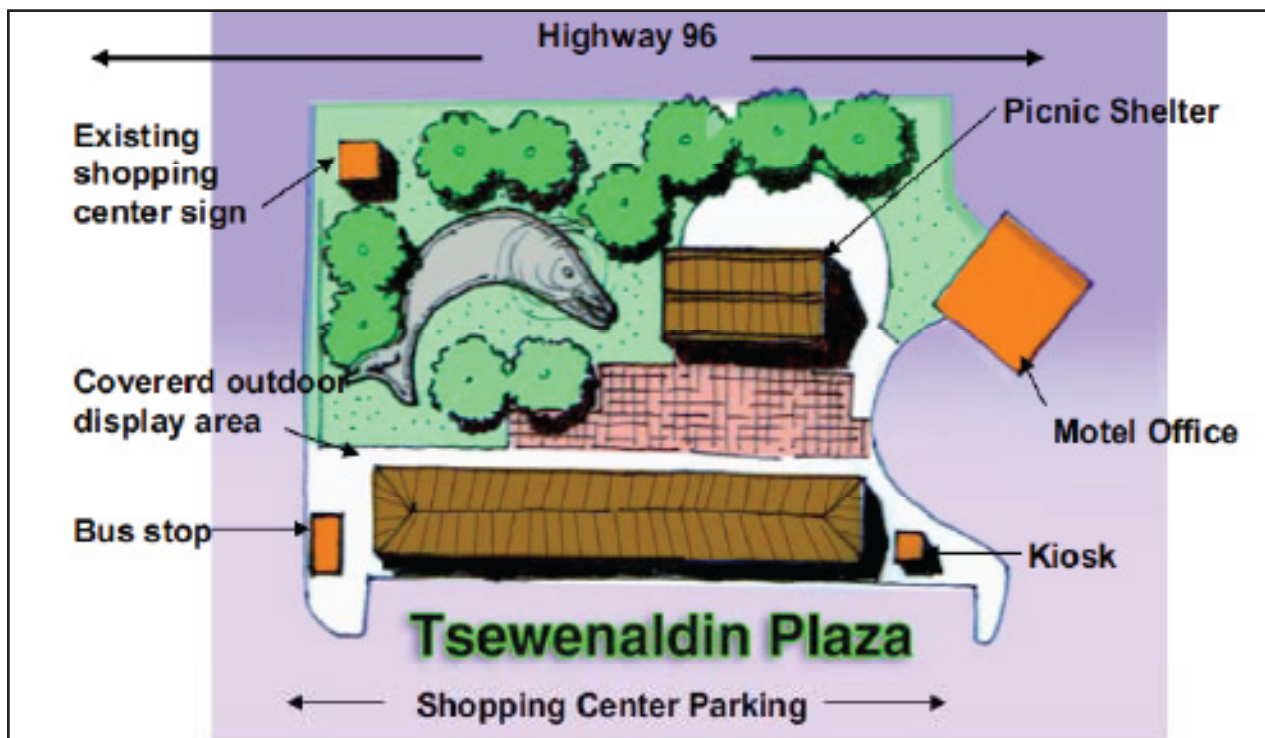 Highway 96
Existing
shopping
center sign
Picnic Shelter
Covererd outdoor
display area
Motel Office
Bus stop
Kiosk
Tsewenaldin Plaza
Shopping Center Parking